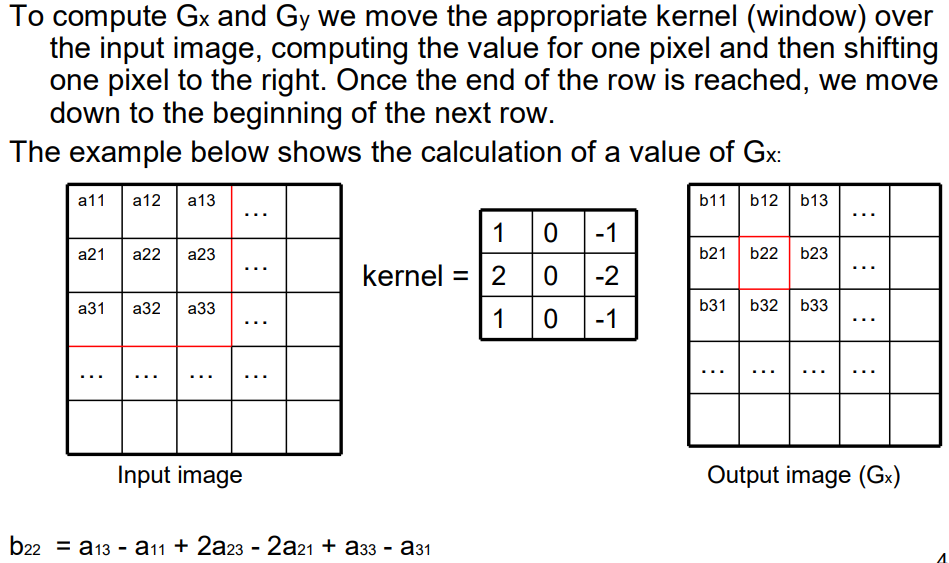 To compute Gx and Gy we move the appropriate kernel (window) over
the input image, computing the value for one pixel and then shifting
one pixel to the right. Once the end of the row is reached, we move
down to the beginning of the next row.
The example below shows the calculation of a value of Gx:
a11 a12 a13 ...
a21 a22 a23 ...
a31 a32 a33 ...
... ... ... ...
Input image
kernel =
1 0 -1
2 0 -2
1 0 -1
b11 b12 b13 ...
b21 b22 b23 ...
b31 b32 b33 ...
... ... ... ...
Output image (Gx)
b22 = a13 - a11 + 2a23 - 2a21 + a33 - a31
4